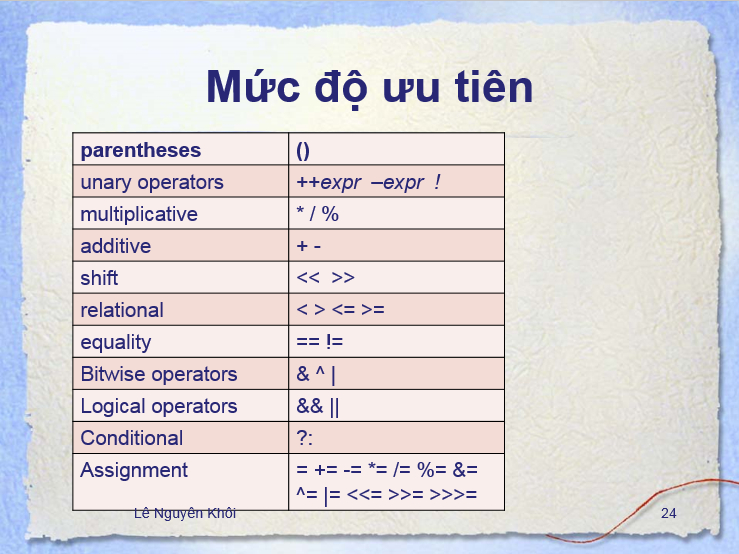 Mức độ ưu tiên
parentheses ()
unary operators ++expr –expr !
multiplicative * / %
additive + -
shift << >>
relational < > <= >=
equality == !=
Bitwise operators & ^ |
Logical operators && ||
Conditional ?:
Assignment = += -= *= /= %= &=
^= |= <<= >>= >>>=
Lê Nguyên Khôi 24